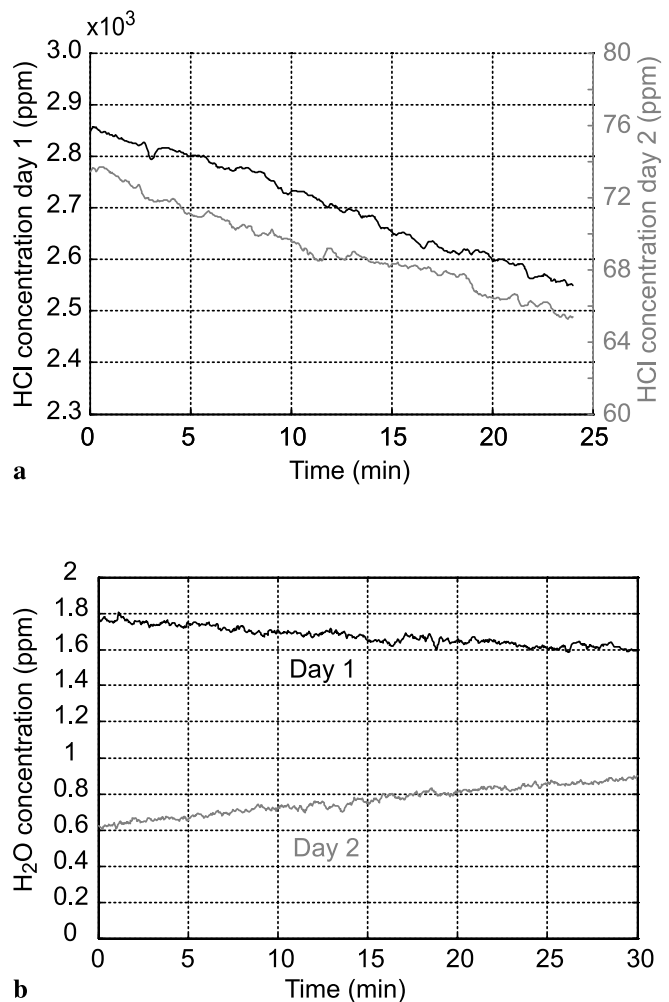 ×10³
3.0
2.9
2.8
2.7
2.6
2.5
2.4
2.3
HCl concentration day 1 (ppm)
80
76
72
68
64
60
HCl concentration day 2 (ppm)
0 5 10 15 20 25
Time (min)
a
2
1.8
1.6
1.4
1.2
1
0.8
0.6
0.4
0.2
0
H₂O concentration (ppm)
Day 1
Day 2
0 5 10 15 20 25 30
Time (min)
b